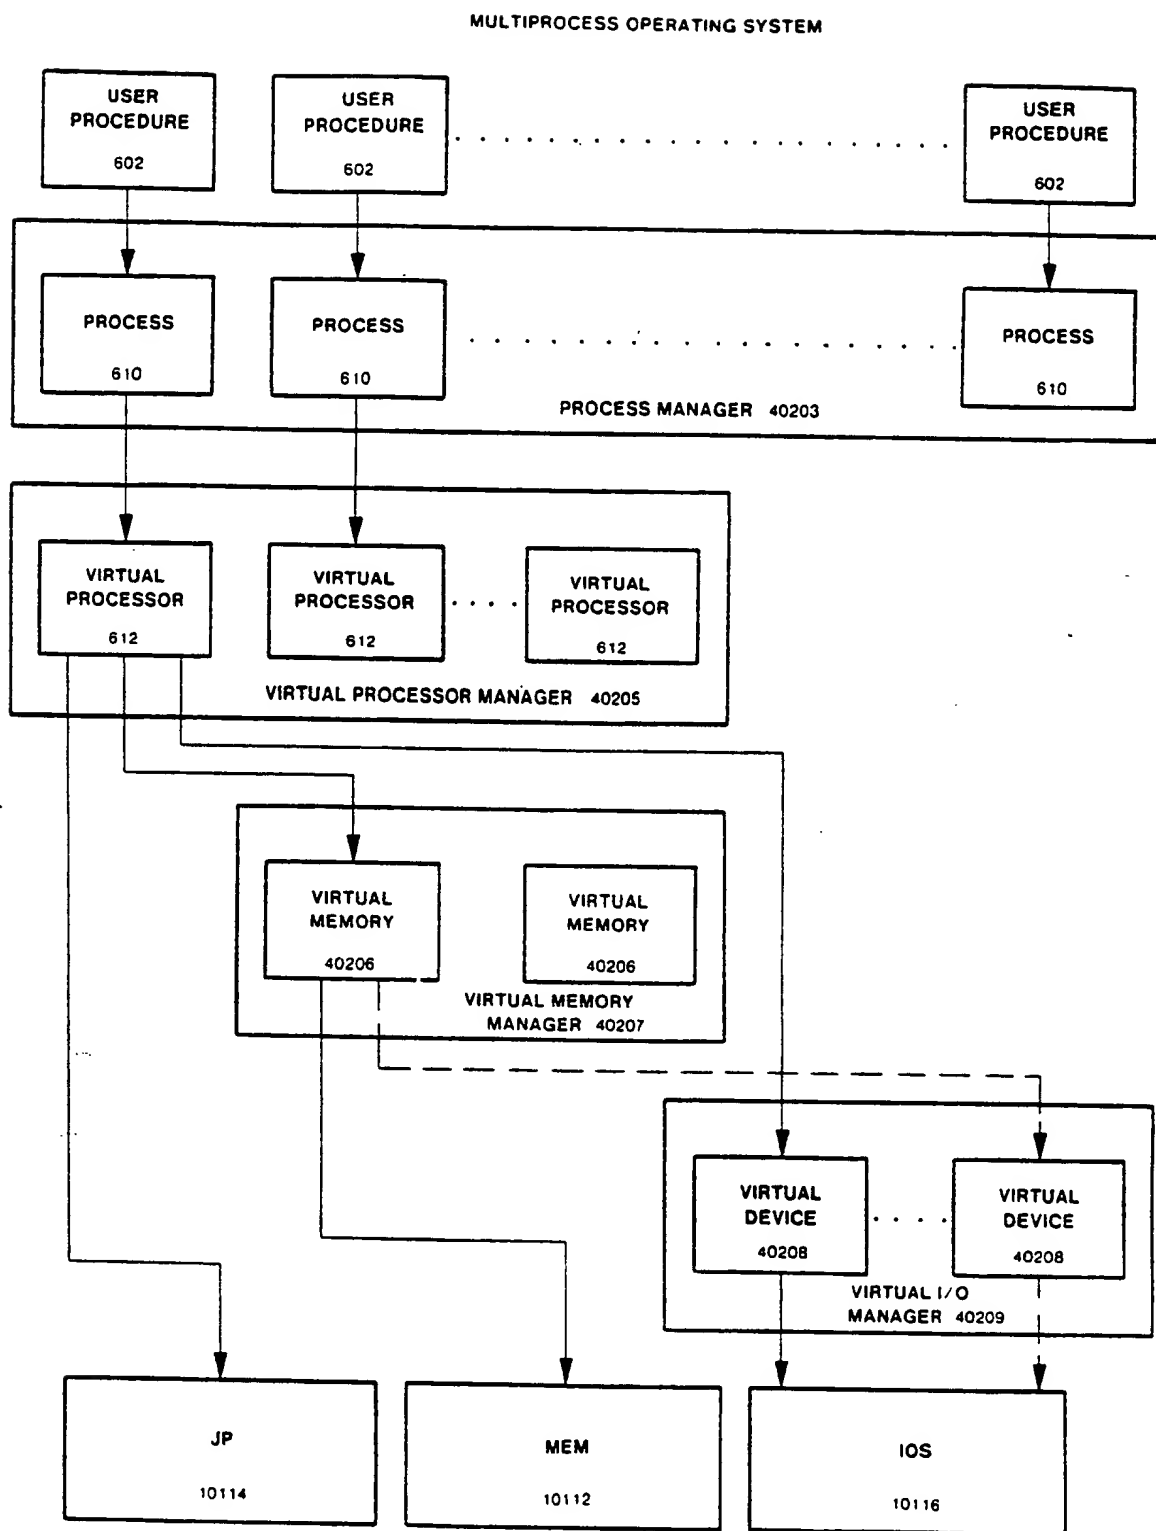 MULTIPROCESS OPERATING SYSTEM
USER
PROCEDURE
602
USER
PROCEDURE
602
USER
PROCEDURE
602
PROCESS
610
PROCESS
610
PROCESS
610
PROCESS MANAGER 40203
VIRTUAL
PROCESSOR
612
VIRTUAL
PROCESSOR
612
VIRTUAL
PROCESSOR
612
VIRTUAL PROCESSOR MANAGER 40205
VIRTUAL
MEMORY
40206
VIRTUAL
MEMORY
40206
VIRTUAL MEMORY
MANAGER 40207
VIRTUAL
DEVICE
40208
VIRTUAL
DEVICE
40208
VIRTUAL I/O
MANAGER 40209
JP
10114
MEM
10112
IOS
10116